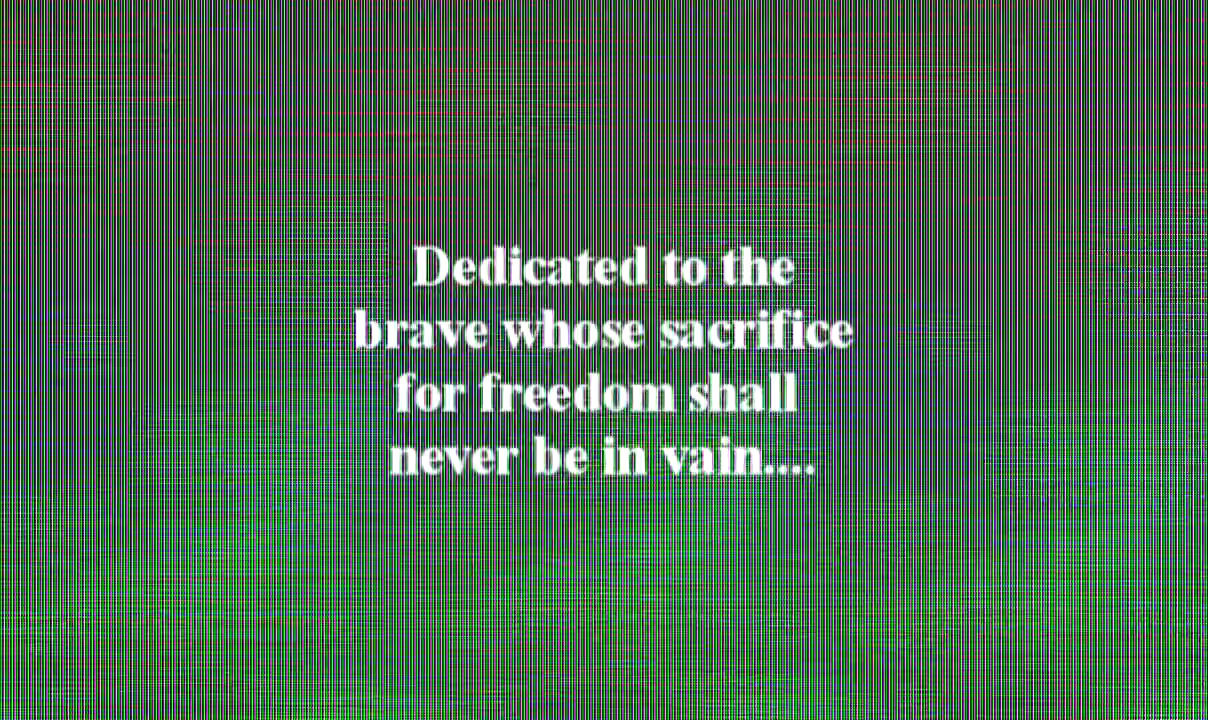 Dedicated to the
brave whose sacrifice
for freedom shall
never be in vain....